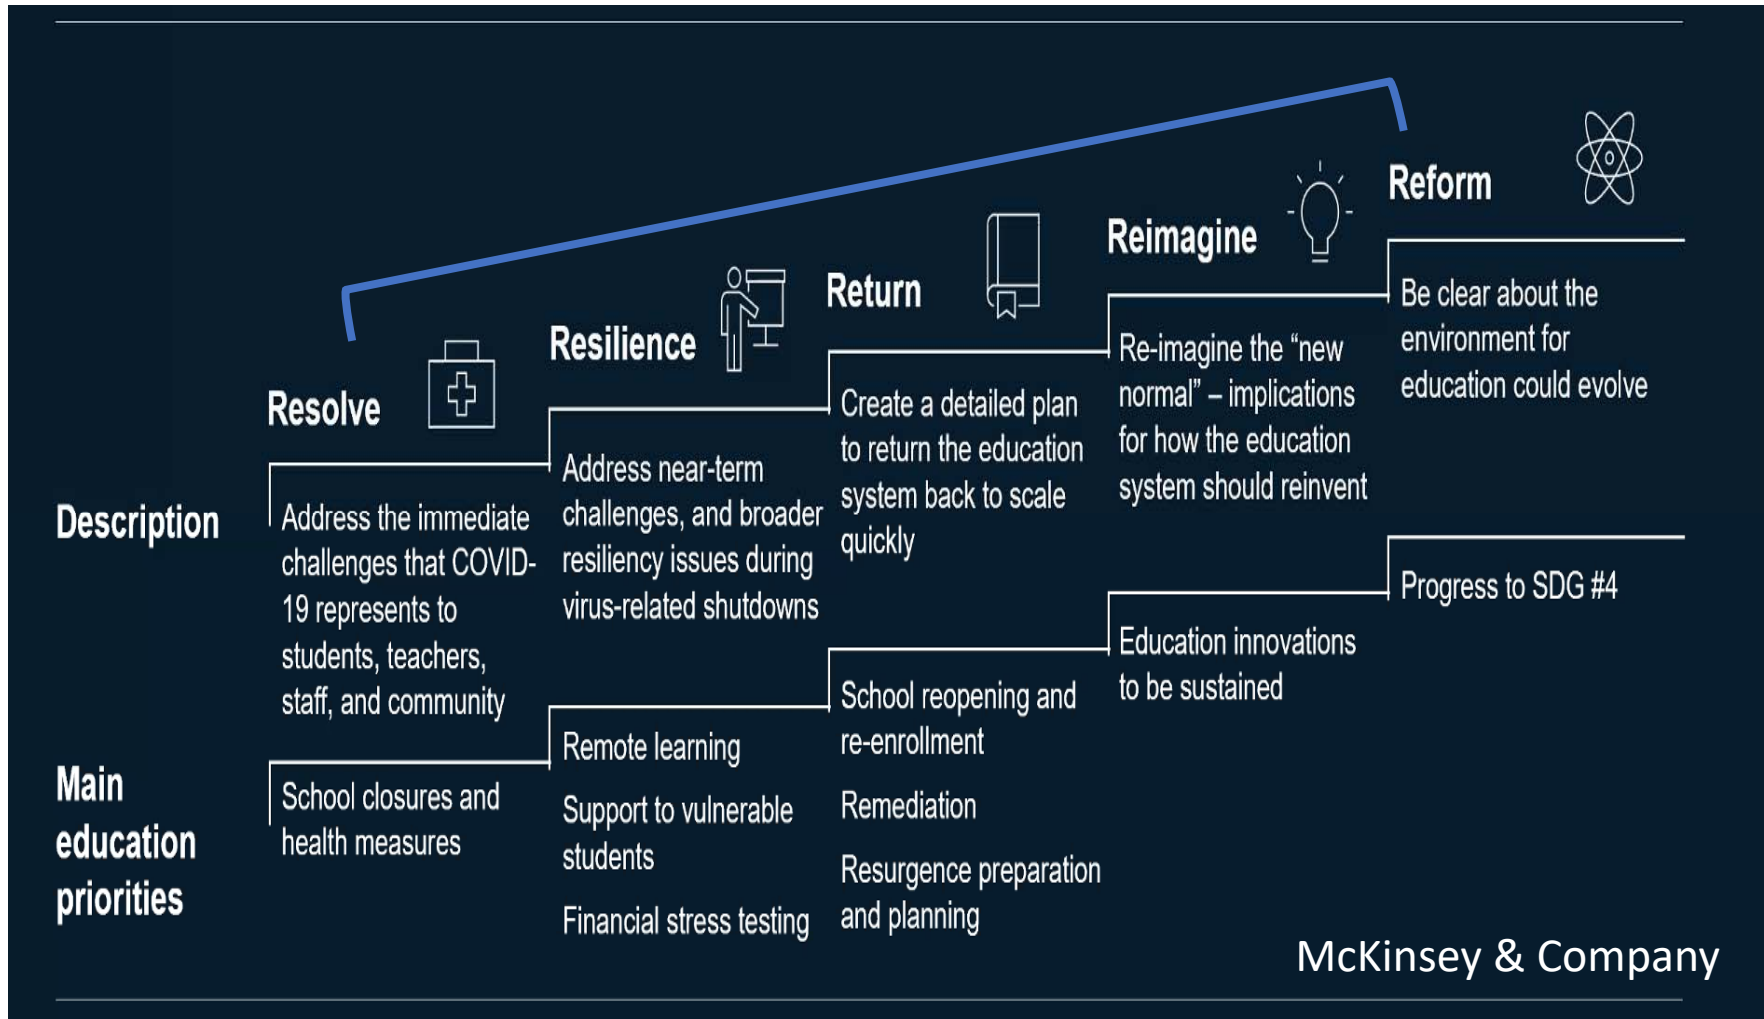 Resolve
Resilience
Return
Reimagine
Reform
Description
Address the immediate
challenges that COVID-
19 represents to
students, teachers,
staff, and community
Address near-term
challenges, and broader
resiliency issues during
virus-related shutdowns
Create a detailed plan
to return the education
system back to scale
quickly
Re-imagine the “new
normal” – implications
for how the education
system should reinvent
Be clear about the
environment for
education could evolve
Main
education
priorities
School closures and
health measures
Remote learning
Support to vulnerable
students
Financial stress testing
School reopening and
re-enrollment
Remediation
Resurgence preparation
and planning
Education innovations
to be sustained
Progress to SDG #4
McKinsey & Company